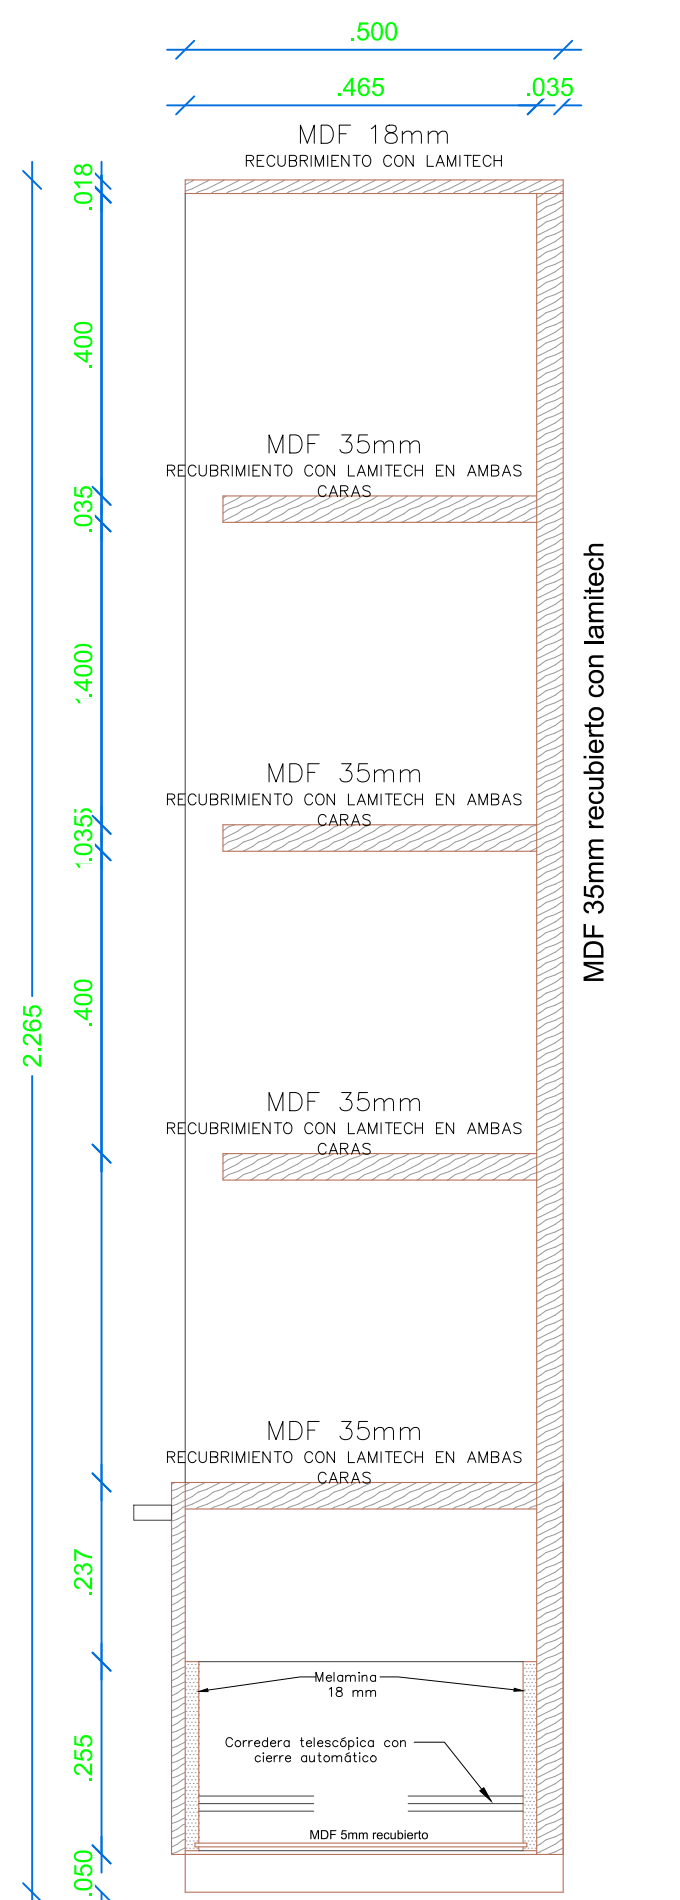 .500
.465
.035
MDF 18mm
RECUBRIMIENTO CON LAMITECH
.018
.400
MDF 35mm
RECUBRIMIENTO CON LAMITECH EN AMBAS
CARAS
.035
MDF 35mm recubierto con lamitech
.400
MDF 35mm
RECUBRIMIENTO CON LAMITECH EN AMBAS
CARAS
.035
.400
2.265
MDF 35mm
RECUBRIMIENTO CON LAMITECH EN AMBAS
CARAS
MDF 35mm
RECUBRIMIENTO CON LAMITECH EN AMBAS
CARAS
.237
Melamina
18 mm
.255
Corredera telescópica con
cierre automático
MDF 5mm recubierto
.050